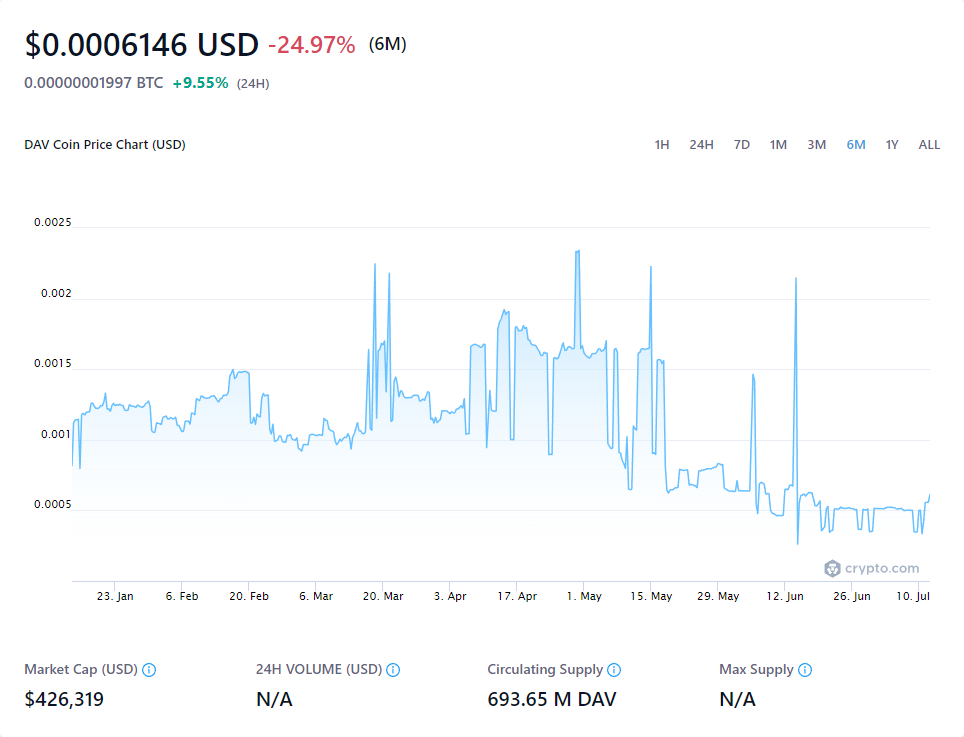 $0.0006146 USD -24.97% (6M)
0.00000001997 BTC +9.55% (24H)
DAV Coin Price Chart (USD) 1H 24H 7D 1M 3M 6M 1Y ALL
0.0025
0.002
0.0015
0.001
0.0005
crypto.com
23. Jan 6. Feb 20. Feb 6. Mar 20. Mar 3. Apr 17. Apr 1. May 15. May 29. May 12. Jun 26. Jun 10. Jul
Market Cap (USD) 24H VOLUME (USD) Circulating Supply Max Supply
$426,319 N/A 693.65 M DAV N/A